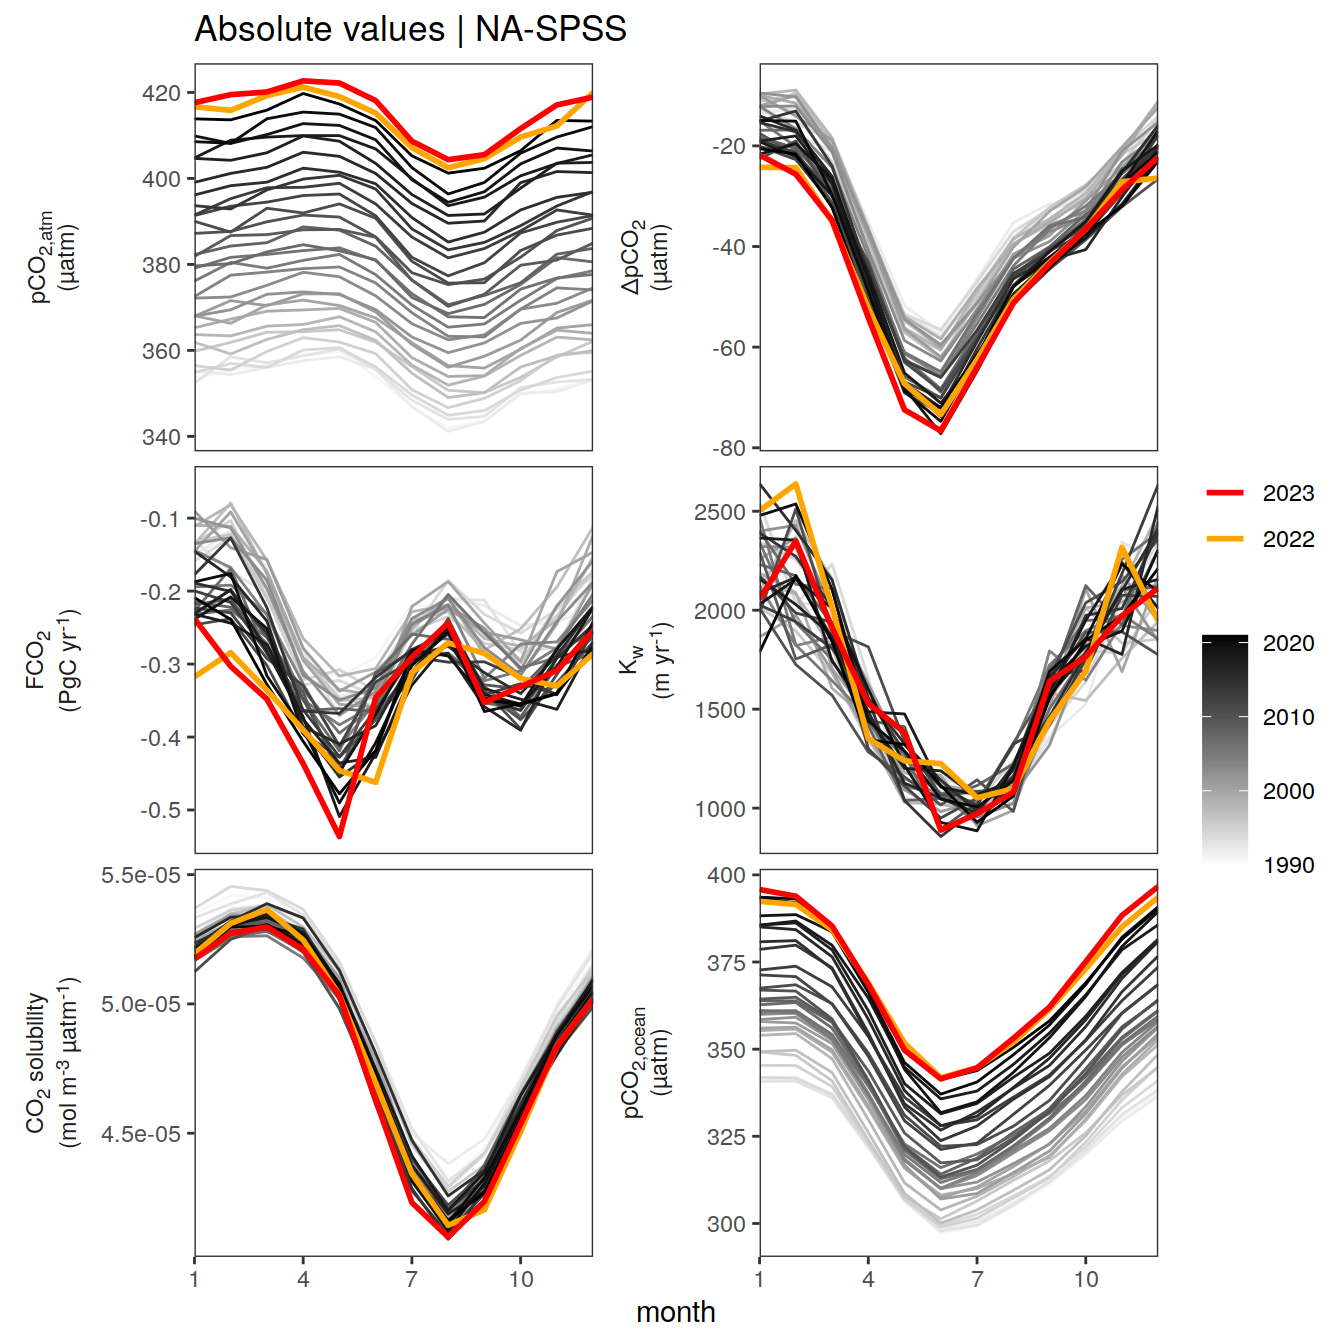 Absolute values | NA-SPSS
pCO2,atm
(µatm)
420
400
380
360
340
ΔpCO2
(µatm)
-20
-40
-60
-80
FCO2
(PgC yr-1)
-0.1
-0.2
-0.3
-0.4
-0.5
Kw
(m yr-1)
2500
2000
1500
1000
CO2 solubility
(mol m-3 µatm-1)
5.5e-05
5.0e-05
4.5e-05
pCO2,ocean
(µatm)
400
375
350
325
300
1 4 7 10
1 4 7 10
month
2023
2022
2020
2010
2000
1990